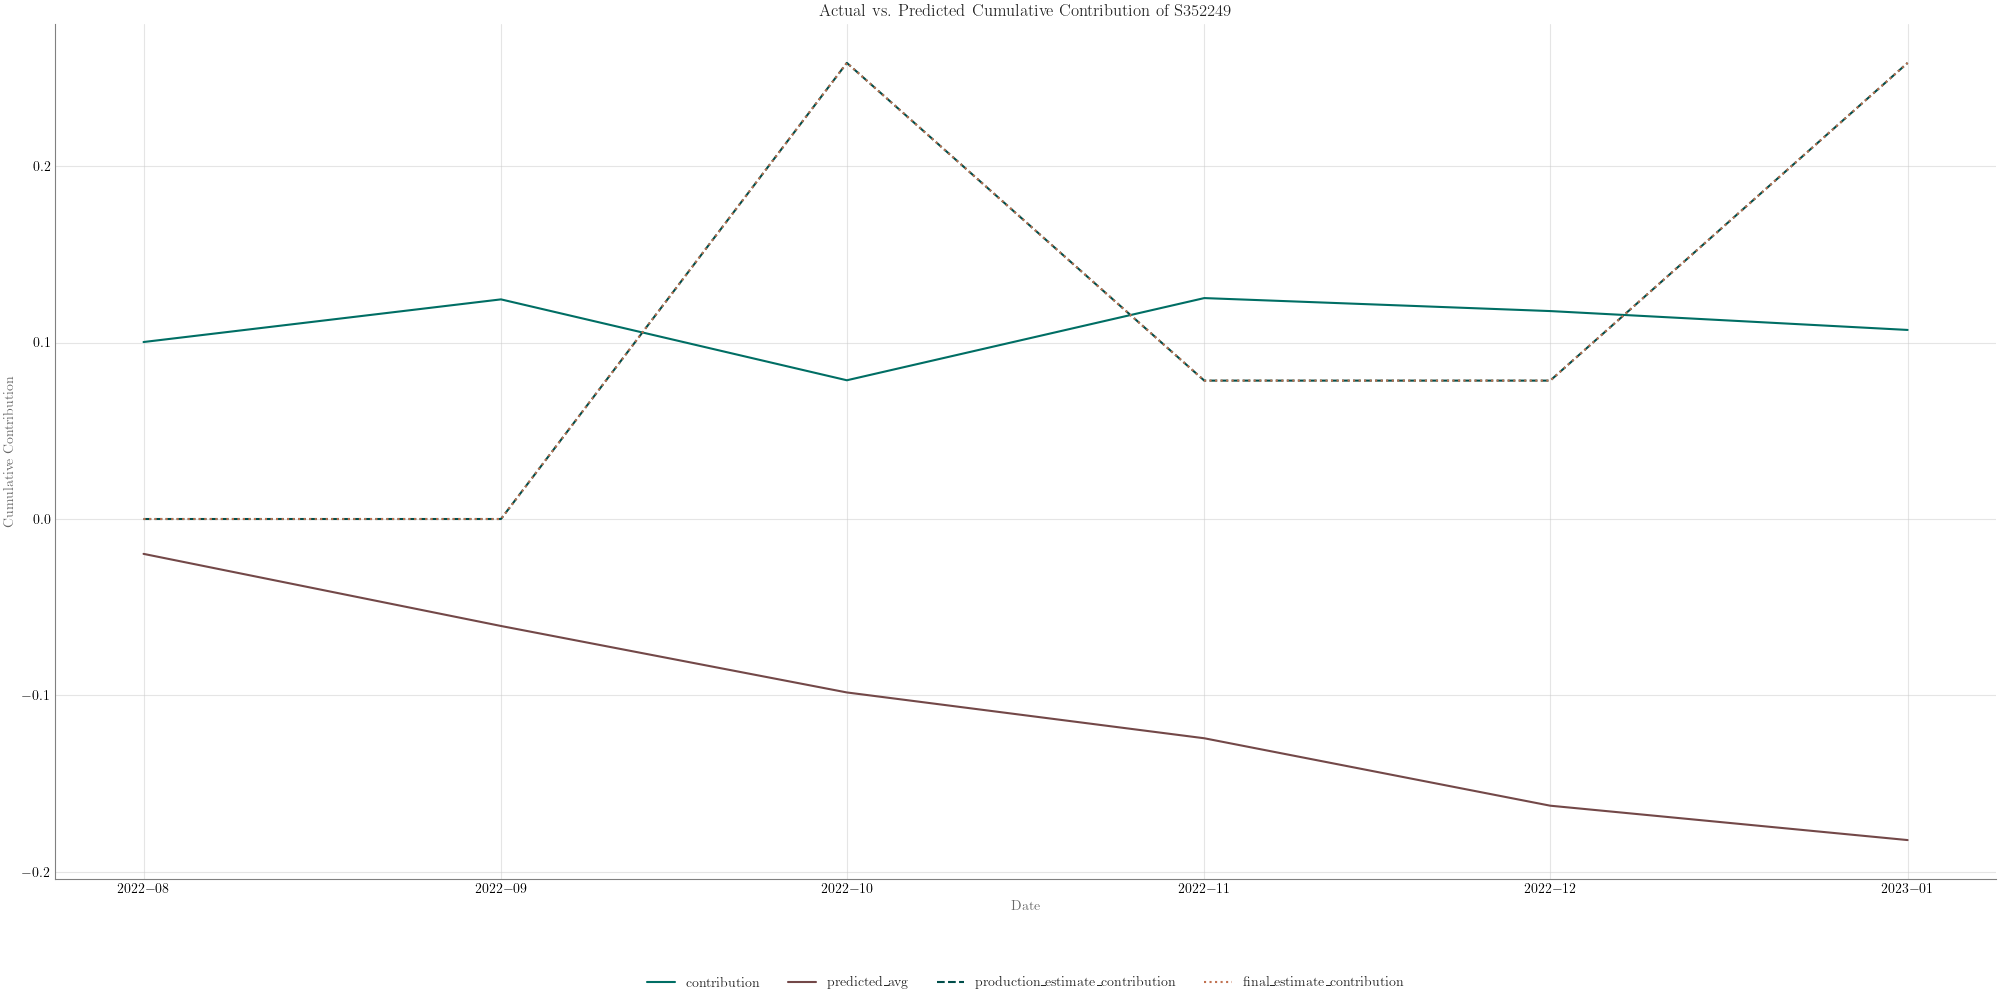 Actual vs. Predicted Cumulative Contribution of S352249
Cumulative Contribution
0.2
0.1
0.0
−0.1
−0.2
2022−08 2022−09 2022−10 2022−11 2022−12 2023−01
Date
contribution predicted_avg production_estimate_contribution final_estimate_contribution